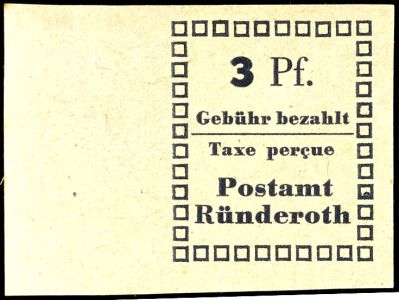 3 Pf.
Gebühr bezahlt
Taxe perçue
Postamt
Ründeroth